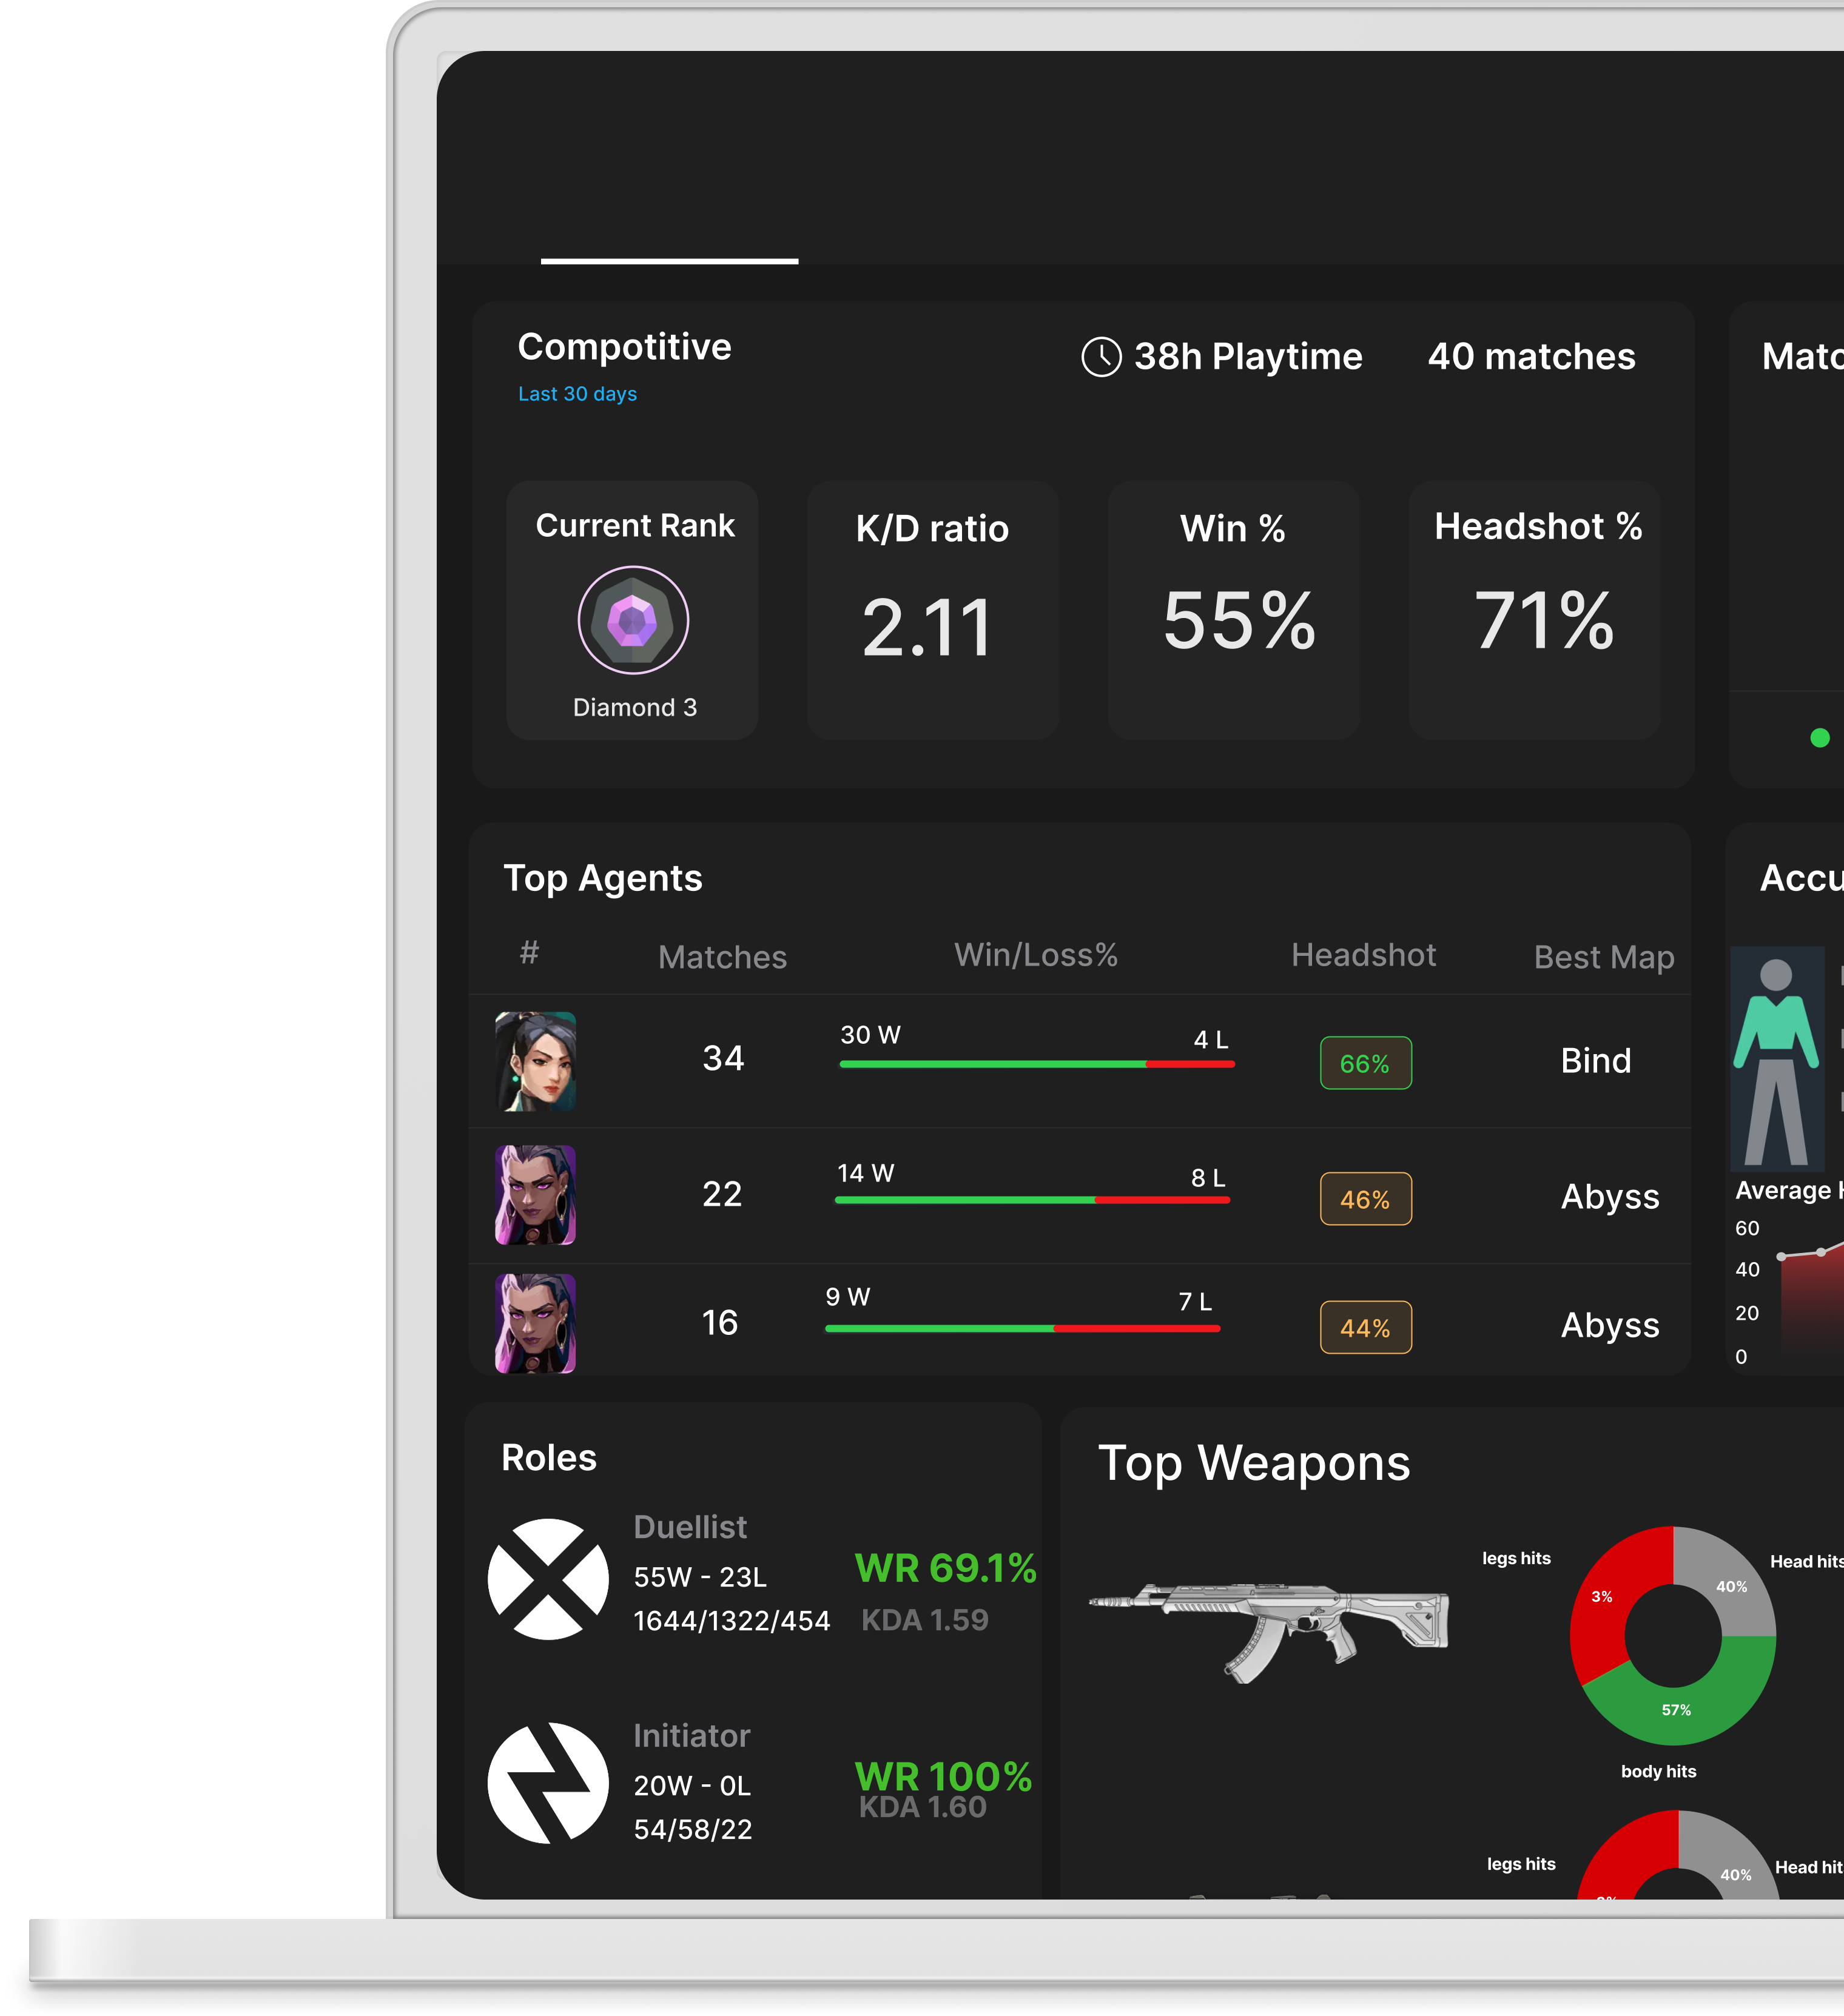 Compotitive
Last 30 days
38h Playtime
40 matches
Current Rank
Diamond 3
K/D ratio
2.11
Win %
55%
Headshot %
71%
Top Agents
# Matches Win/Loss% Headshot Best Map
34 30 W 4 L 66% Bind
22 14 W 8 L 46% Abyss
16 9 W 7 L 44% Abyss
Average
60
40
20
0
Roles
Duellist
55W - 23L
WR 69.1%
1644/1322/454
KDA 1.59
Initiator
20W - 0L
WR 100%
KDA 1.60
54/58/22
Top Weapons
legs hits
Head hits
3%
40%
57%
body hits
legs hits
Head hit
40%